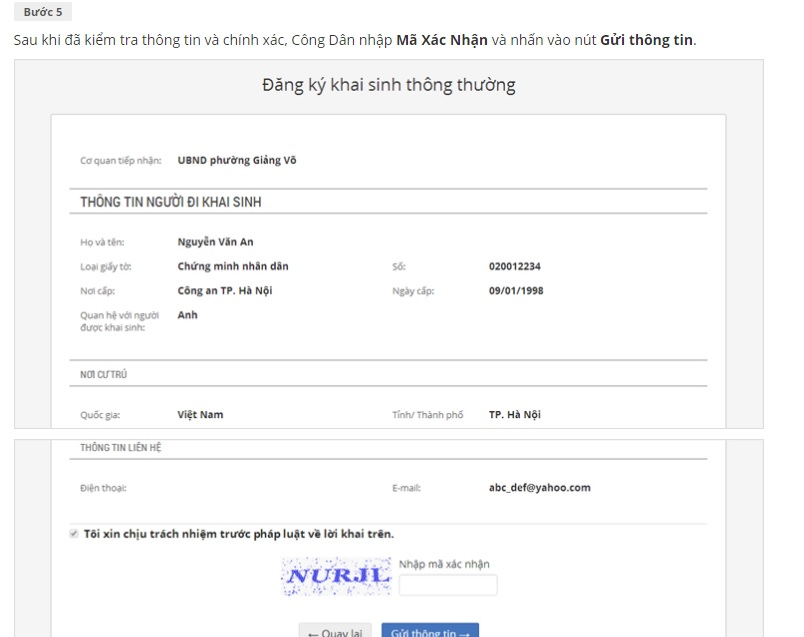 Bước 5
Sau khi đã kiểm tra thông tin và chính xác, Công Dân nhập Mã Xác Nhận và nhấn vào nút Gửi thông tin.
Đăng ký khai sinh thông thường
Cơ quan tiếp nhận: UBND phường Giảng Võ
THÔNG TIN NGƯỜI ĐI KHAI SINH
Họ và tên: Nguyễn Văn An
Loại giấy tờ: Chứng minh nhân dân Số: 020012234
Nơi cấp: Công an TP. Hà Nội Ngày cấp: 09/01/1998
Quan hệ với người Anh
được khai sinh:
NƠI CƯ TRÚ
Quốc gia: Việt Nam Tỉnh/ Thành phố TP. Hà Nội
THÔNG TIN LIÊN HỆ
Điện thoại: E-mail: abc_def@yahoo.com
Tôi xin chịu trách nhiệm trước pháp luật về lời khai trên.
NURJL Nhập mã xác nhận
← Quay lại Gửi thông tin →